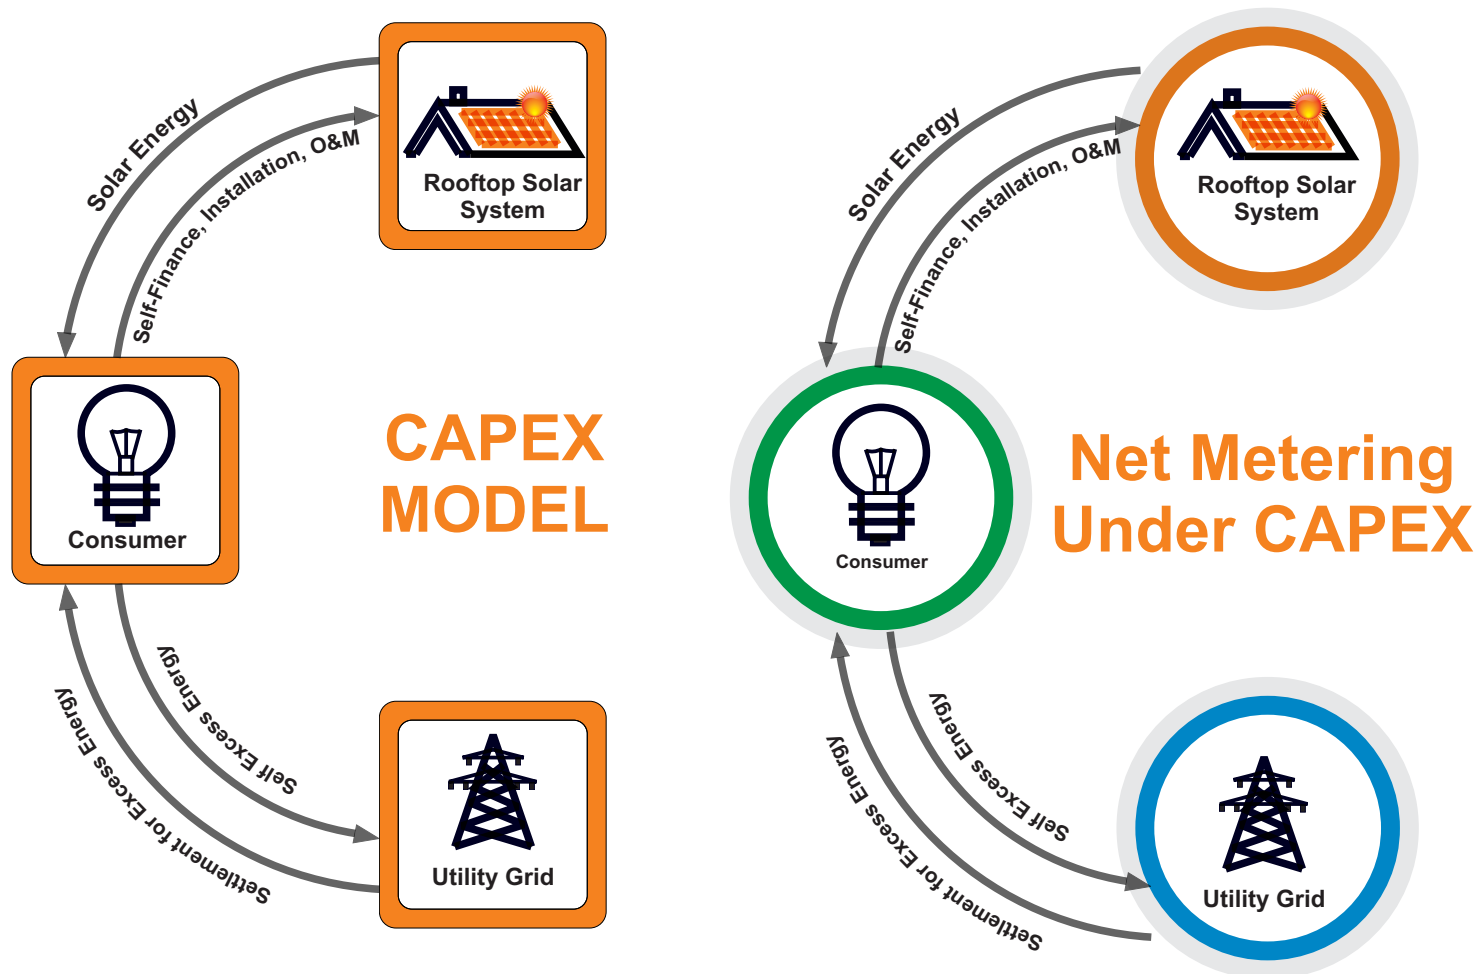 Solar Energy
Self-Finance, Installation, O&M
Rooftop Solar
System
Consumer
CAPEX
MODEL
Self Excess Energy
Settlement for Excess Energy
Utility Grid
Solar Energy
Self-Finance, Installation, O&M
Rooftop Solar
System
Consumer
Net Metering
Under CAPEX
Self Excess Energy
Settlement for Excess Energy
Utility Grid